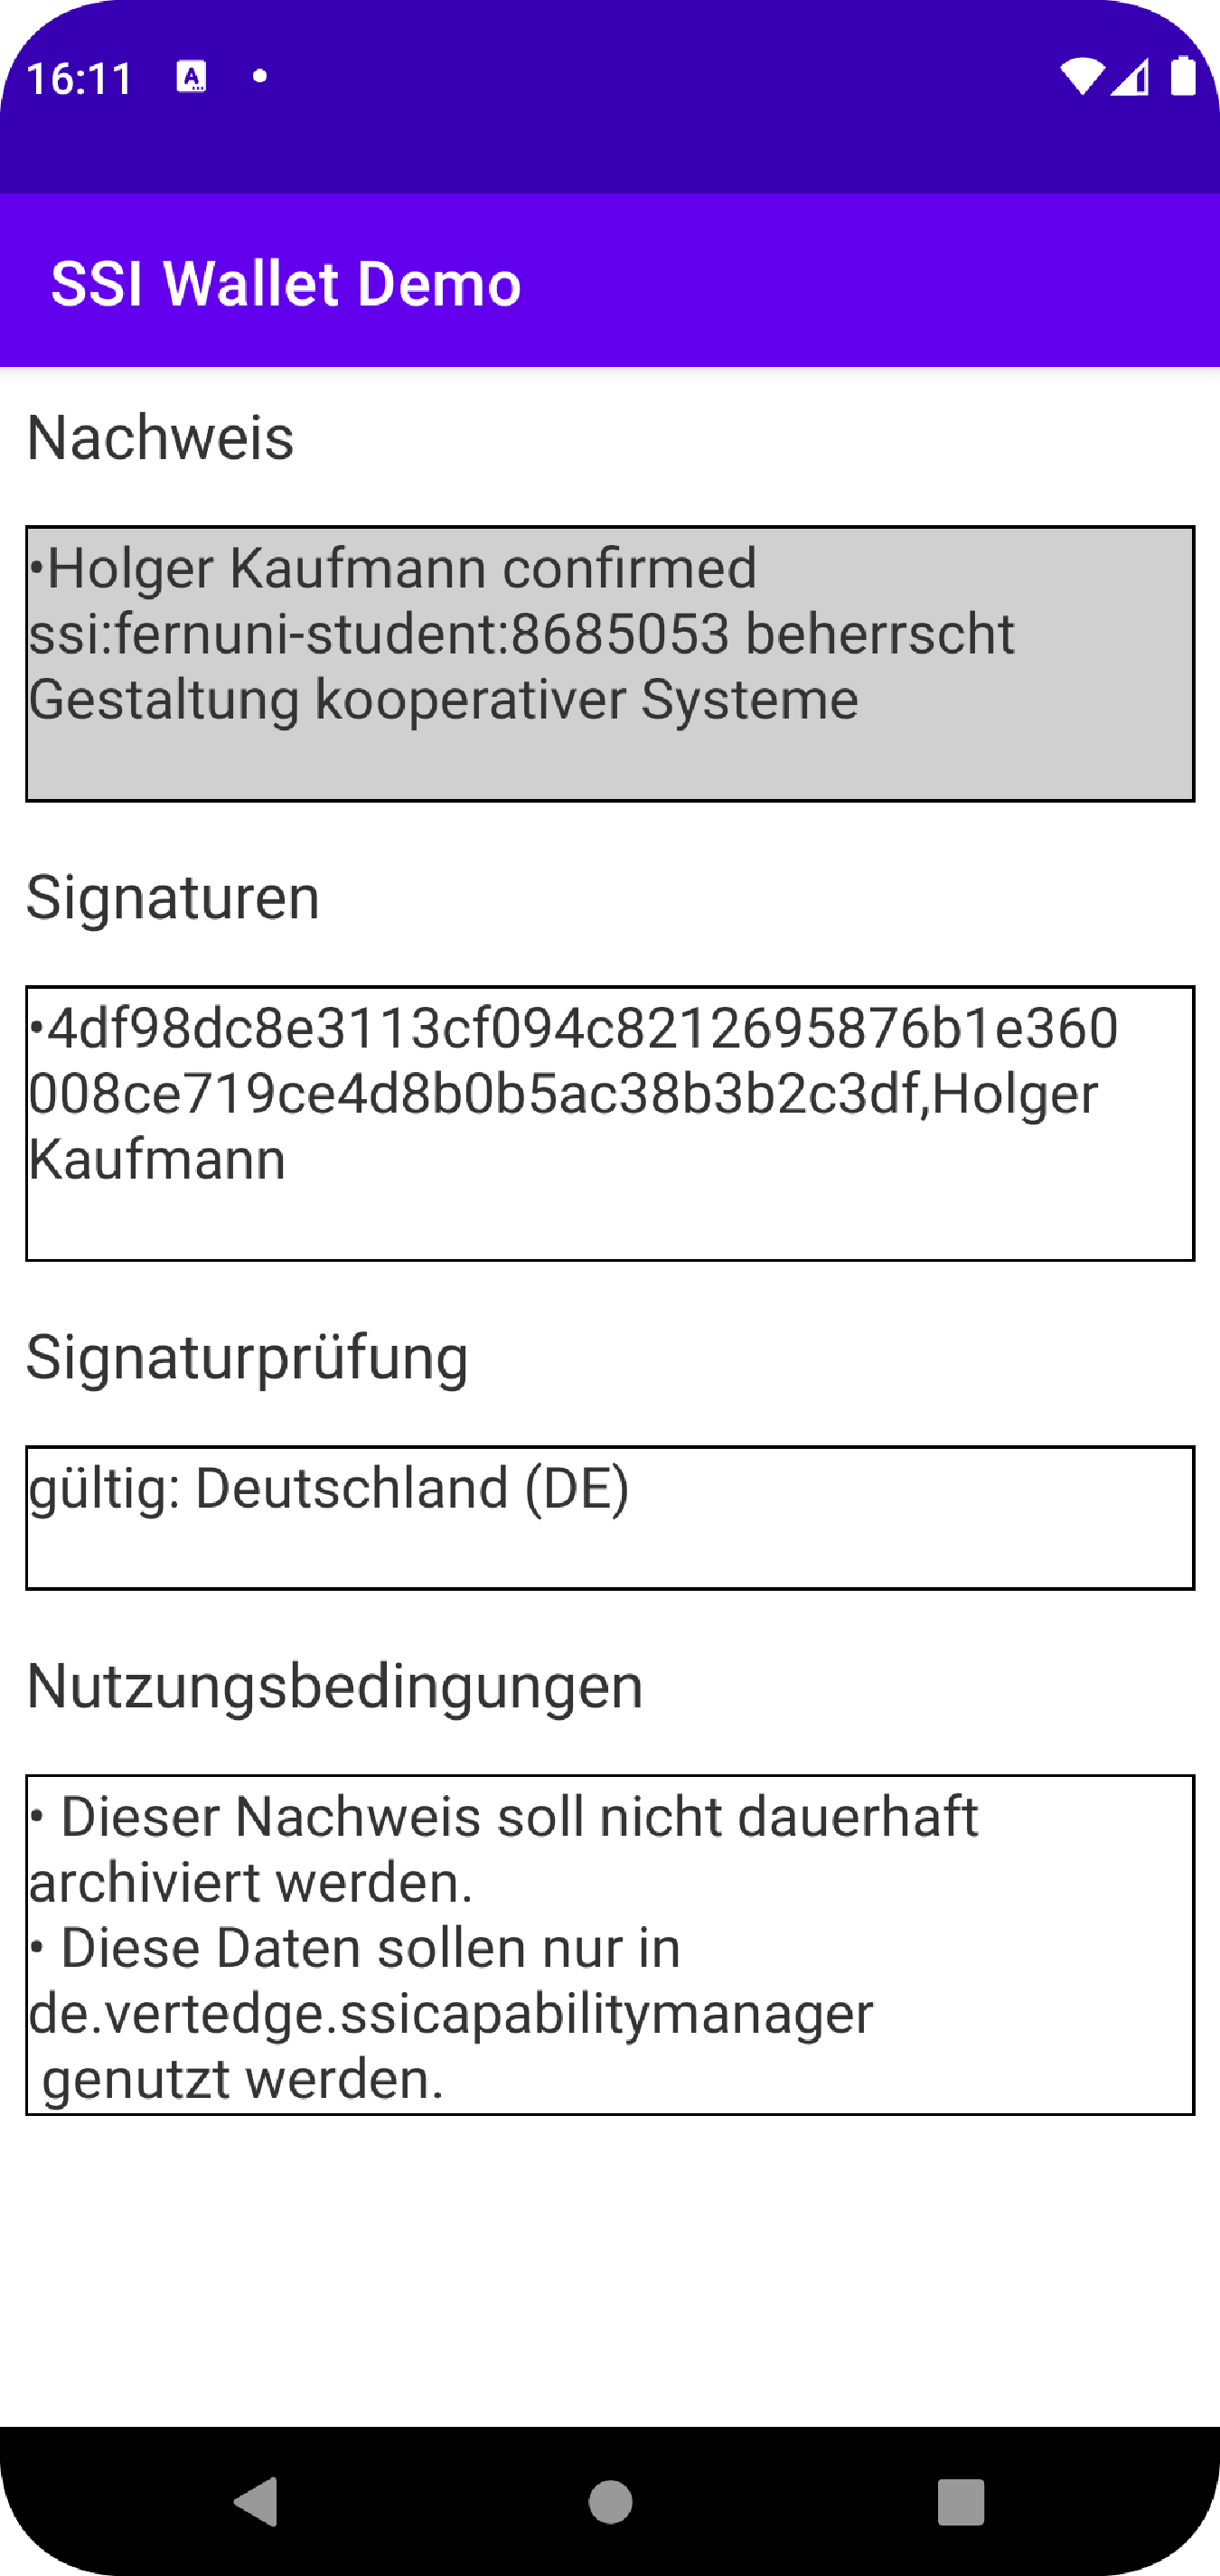 16:11
SSI Wallet Demo
Nachweis
•Holger Kaufmann confirmed
ssi:fernuni-student:8685053 beherrscht
Gestaltung kooperativer Systeme
Signaturen
•4df98dc8e3113cf094c8212695876b1e360
008ce719ce4d8b0b5ac38b3b2c3df,Holger
Kaufmann
Signaturprüfung
gültig: Deutschland (DE)
Nutzungsbedingungen
• Dieser Nachweis soll nicht dauerhaft
archiviert werden.
• Diese Daten sollen nur in
de.vertedge.ssicapabilitymanager
genutzt werden.